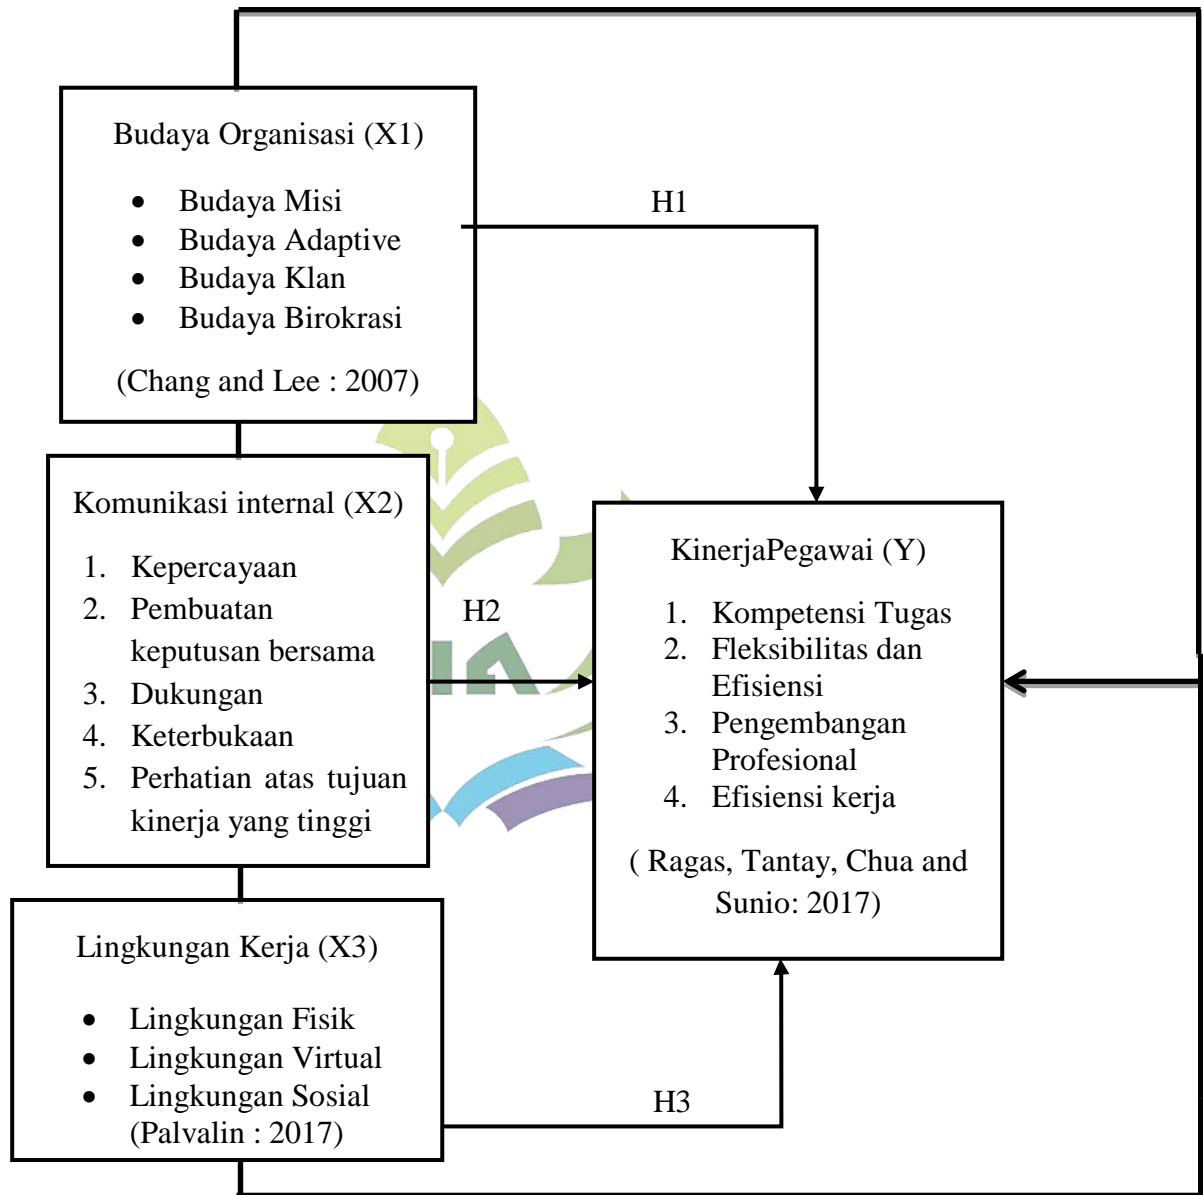 Budaya Organisasi (X1)
• Budaya Misi
• Budaya Adaptive
• Budaya Klan
• Budaya Birokrasi
(Chang and Lee : 2007)
H1
Komunikasi internal (X2)
1. Kepercayaan
2. Pembuatan
keputusan bersama
3. Dukungan
4. Keterbukaan
5. Perhatian atas tujuan
kinerja yang tinggi
H2
KinerjaPegawai (Y)
1. Kompetensi Tugas
2. Fleksibilitas dan
Efisiensi
3. Pengembangan
Profesional
4. Efisiensi kerja
( Ragas, Tantay, Chua and
Sunio: 2017)
Lingkungan Kerja (X3)
• Lingkungan Fisik
• Lingkungan Virtual
• Lingkungan Sosial
(Palvalin : 2017)
H3